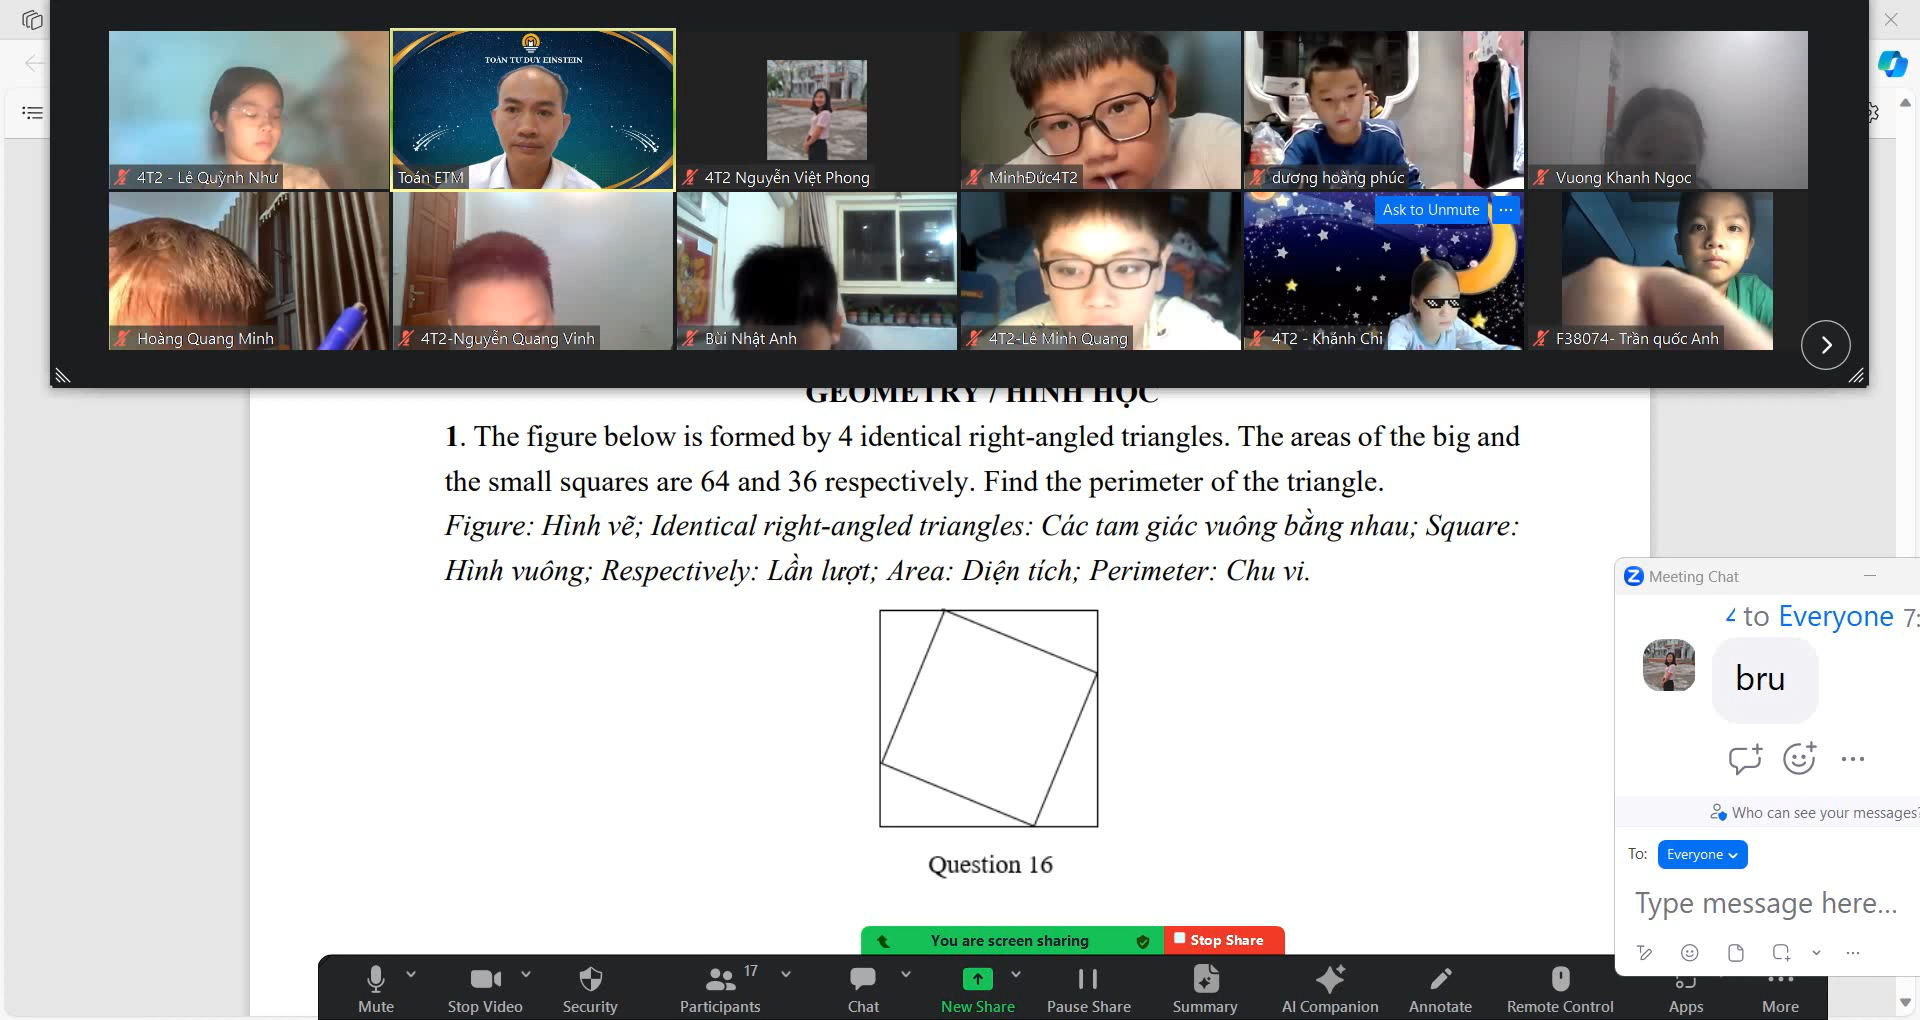 TOÁN TƯ DUY EINSTEIN
4T2 - Lê Quỳnh Như
Toán ETM
4T2 Nguyễn Việt Phong
MinhĐức4T2
dương hoàng phúc
Vuong Khanh Ngoc
Ask to Unmute
Hoàng Quang Minh
4T2-Nguyễn Quang Vinh
Bùi Nhật Anh
4T2-Lê Minh Quang
4T2 - Khánh Chi
F38074- Trần quốc Anh
GEOMETRY / HÌNH HỌC
1. The figure below is formed by 4 identical right-angled triangles. The areas of the big and
the small squares are 64 and 36 respectively. Find the perimeter of the triangle.
Figure: Hình vẽ; Identical right-angled triangles: Các tam giác vuông bằng nhau; Square:
Hình vuông; Respectively: Lần lượt; Area: Diện tích; Perimeter: Chu vi.
Question 16
Meeting Chat
to Everyone 7:
bru
Who can see your messages?
To: Everyone
Type message here...
You are screen sharing
Stop Share
Mute
Stop Video
Security
Participants 17
Chat
New Share
Pause Share
Summary
AI Companion
Annotate
Remote Control
Apps
More